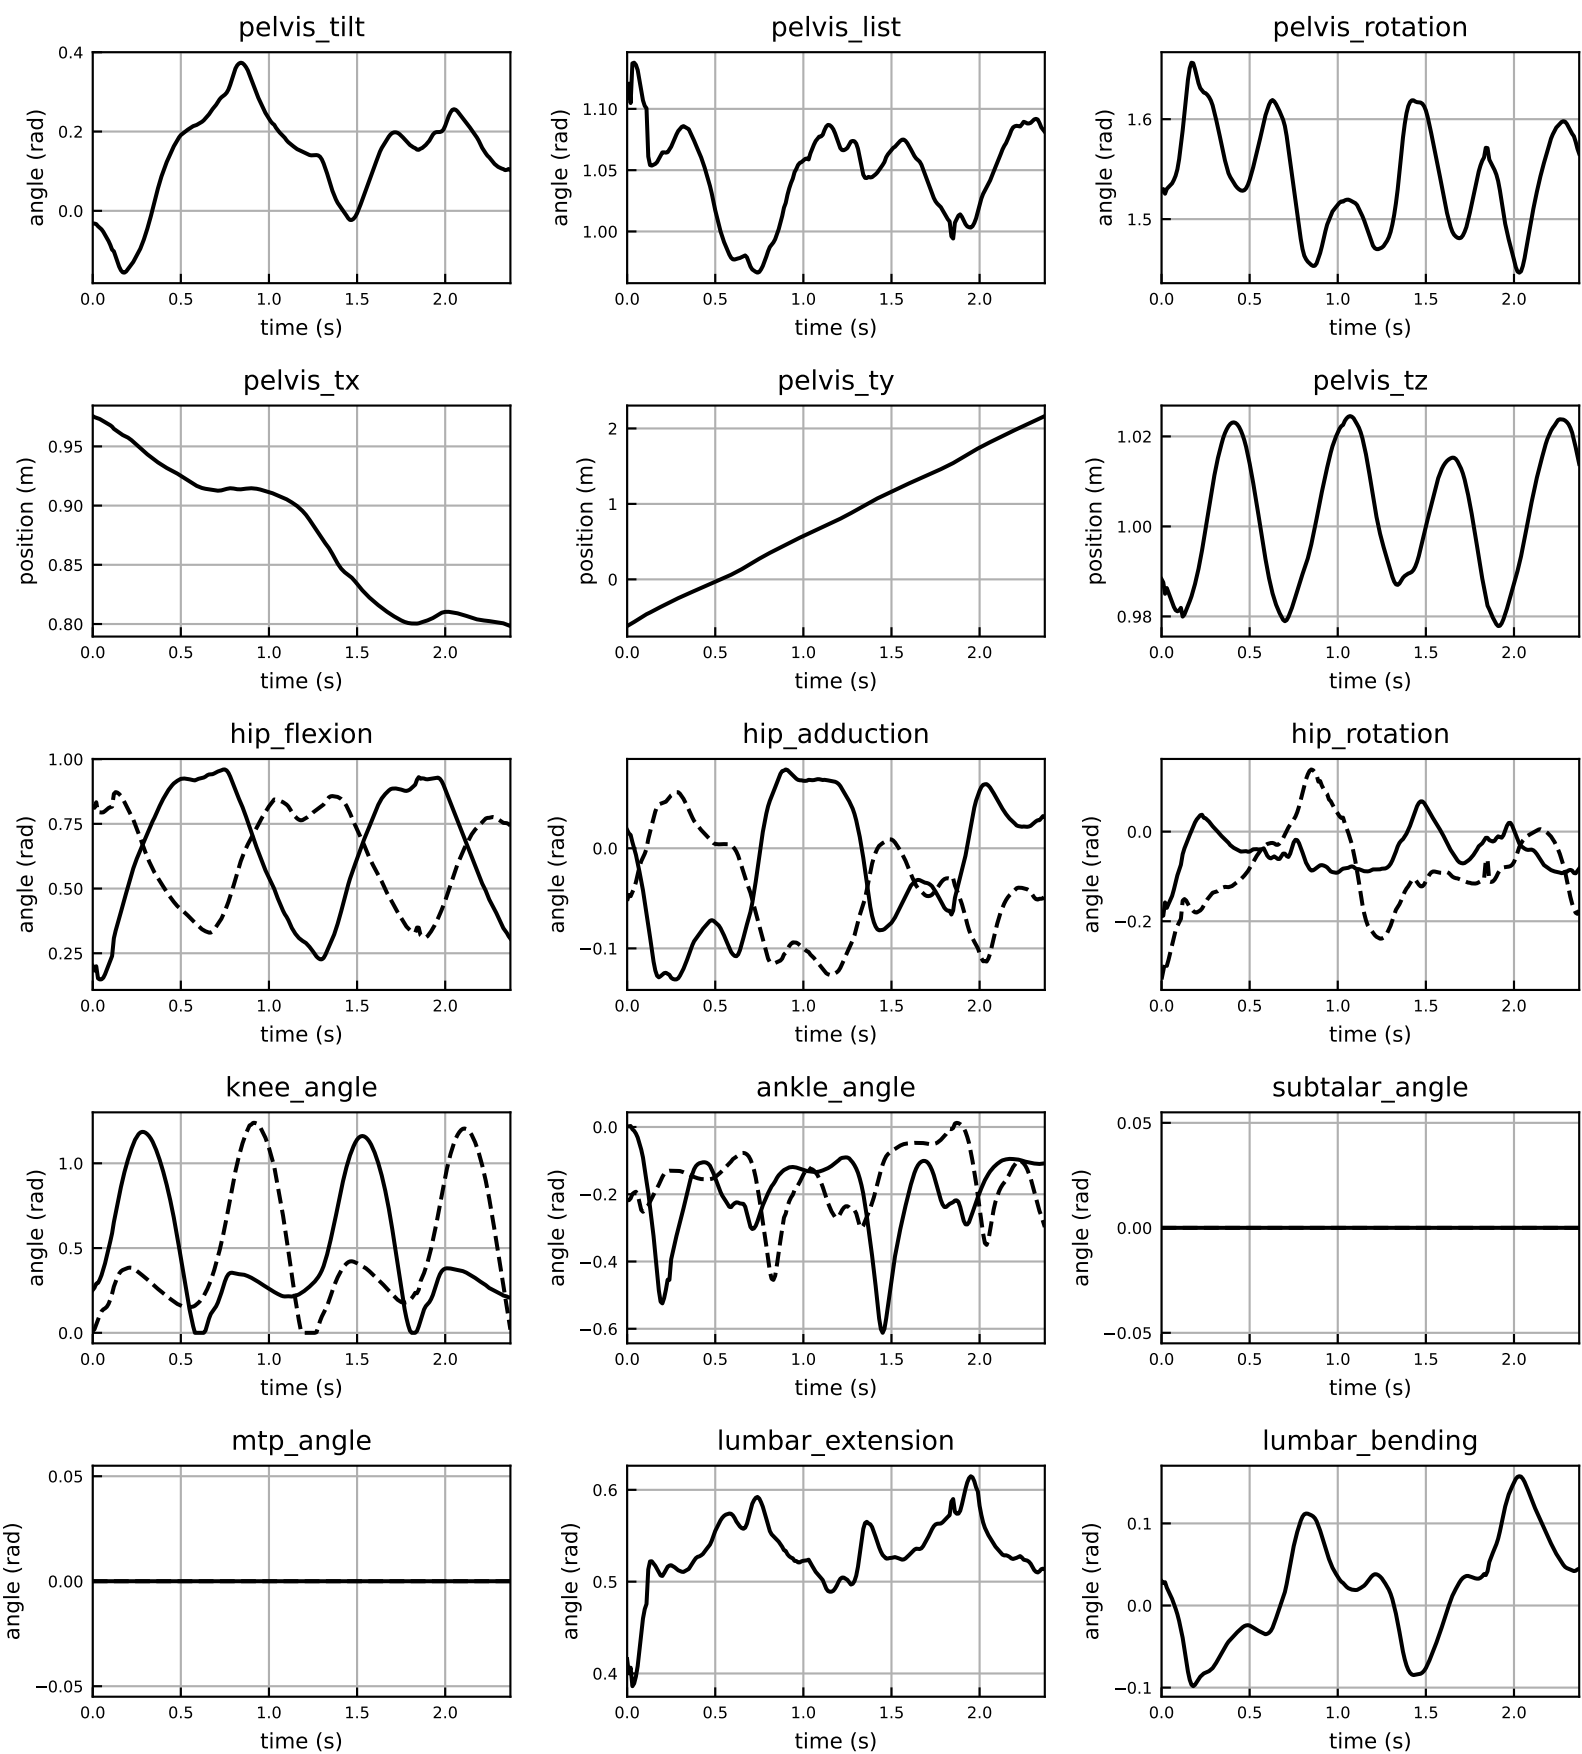 pelvis_tilt
angle (rad)
0.4
0.2
0.0
0.0 0.5 1.0 1.5 2.0
time (s)
pelvis_list
angle (rad)
1.10
1.05
1.00
0.0 0.5 1.0 1.5 2.0
time (s)
pelvis_rotation
angle (rad)
1.6
1.5
0.0 0.5 1.0 1.5 2.0
time (s)
pelvis_tx
position (m)
0.95
0.90
0.85
0.80
0.0 0.5 1.0 1.5 2.0
time (s)
pelvis_ty
position (m)
2
1
0
0.0 0.5 1.0 1.5 2.0
time (s)
pelvis_tz
position (m)
1.02
1.00
0.98
0.0 0.5 1.0 1.5 2.0
time (s)
hip_flexion
angle (rad)
1.00
0.75
0.50
0.25
0.0 0.5 1.0 1.5 2.0
time (s)
hip_adduction
angle (rad)
0.0
−0.1
0.0 0.5 1.0 1.5 2.0
time (s)
hip_rotation
angle (rad)
0.0
−0.2
0.0 0.5 1.0 1.5 2.0
time (s)
knee_angle
angle (rad)
1.0
0.5
0.0
0.0 0.5 1.0 1.5 2.0
time (s)
ankle_angle
angle (rad)
0.0
−0.2
−0.4
−0.6
0.0 0.5 1.0 1.5 2.0
time (s)
subtalar_angle
angle (rad)
0.05
0.00
−0.05
0.0 0.5 1.0 1.5 2.0
time (s)
mtp_angle
angle (rad)
0.05
0.00
−0.05
0.0 0.5 1.0 1.5 2.0
time (s)
lumbar_extension
angle (rad)
0.6
0.5
0.4
0.0 0.5 1.0 1.5 2.0
time (s)
lumbar_bending
angle (rad)
0.1
0.0
−0.1
0.0 0.5 1.0 1.5 2.0
time (s)